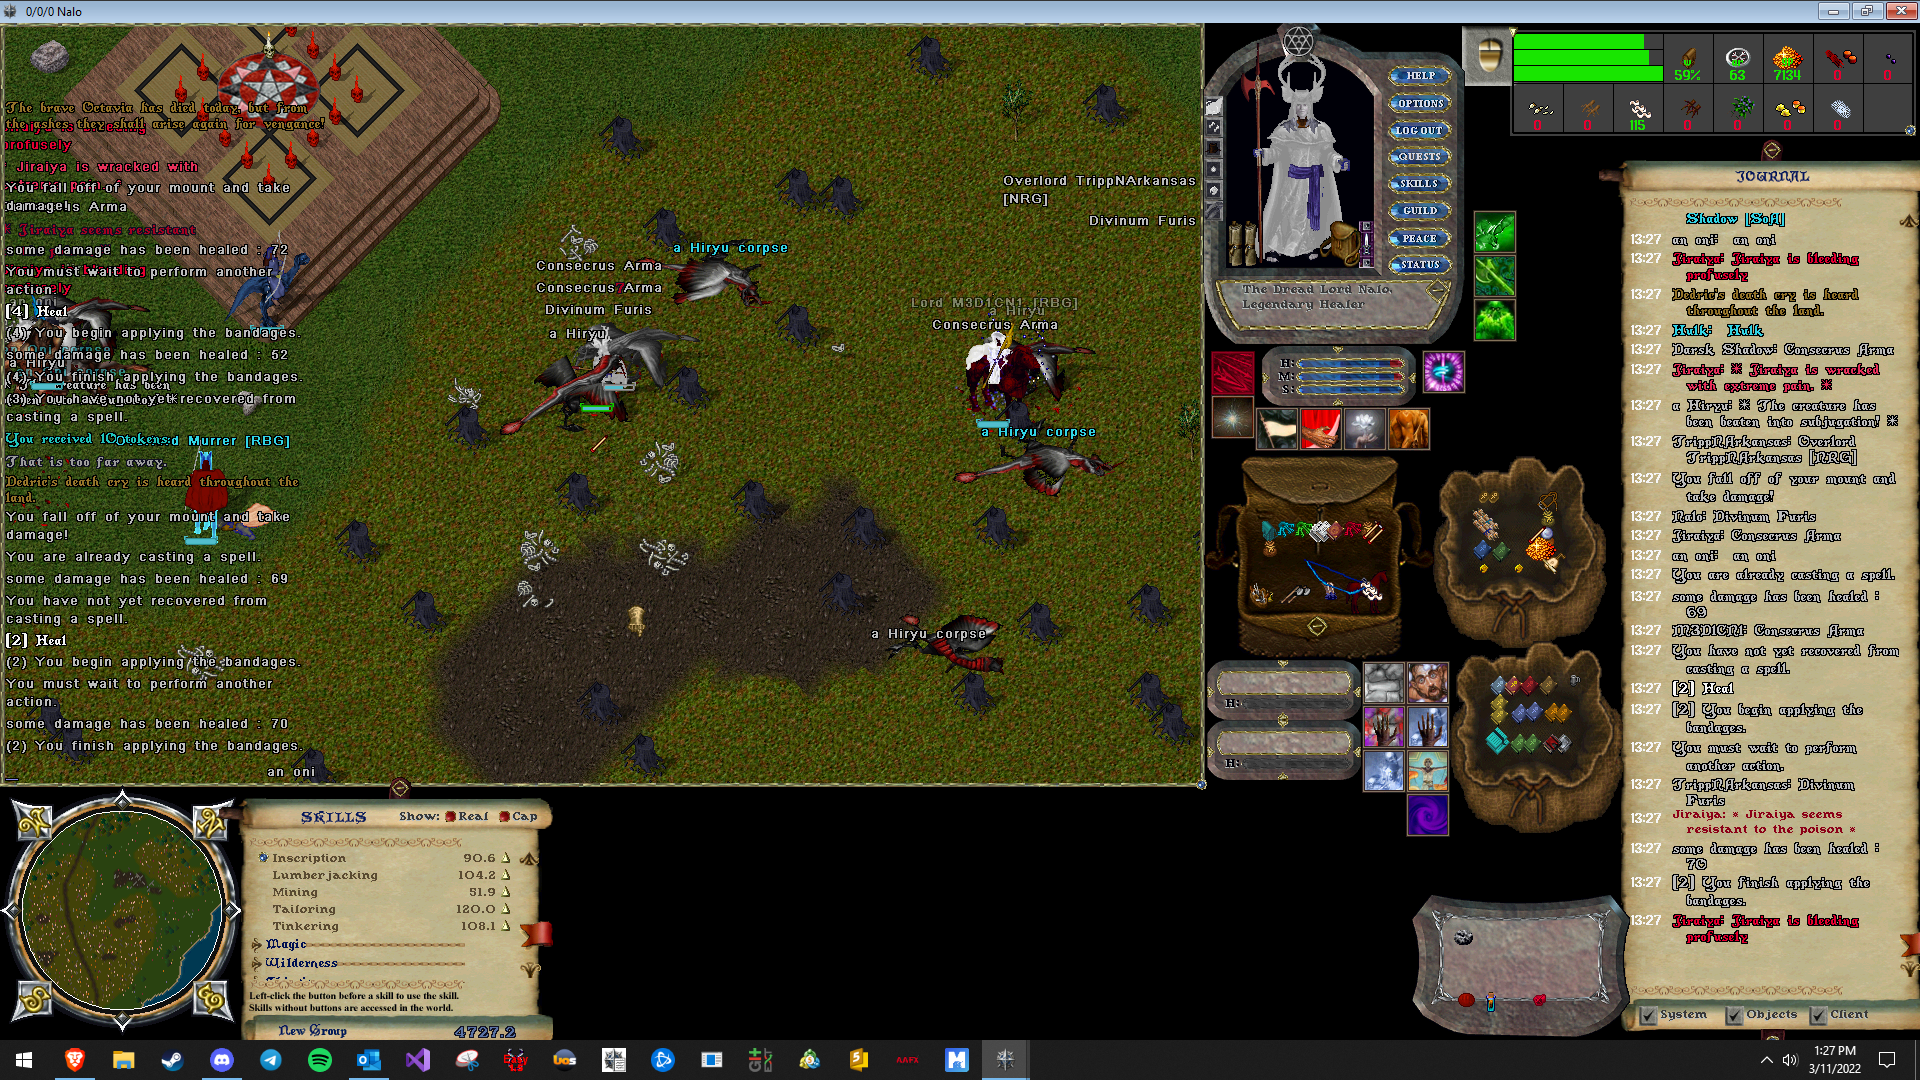 0/0/0 Nalo
The brave Octavia has died today, but from
the ashes they shall arise again for vengance!
profusely
Jiraiya is wracked with
You fall off of your mount and take
damage!
is Arma
Jiraiya seems resistant
some damage has been healed : 72
You must wait to perform another
action.
an oni
[4] Heal
(4) You begin applying the bandages.
some damage has been healed : 52
a Hiryu
(4) You finish applying the bandages.
(3) You have not yet recovered from
casting a spell.
You received 10 tokens.
d Murrer [RBG]
That is too far away.
Dedric's death cry is heard throughout the
land.
You fall off of your mount and take
damage!
You are already casting a spell.
some damage has been healed : 69
You have not yet recovered from
casting a spell.
[2] Heal
(2) You begin applying the bandages.
You must wait to perform another
action.
some damage has been healed : 70
(2) You finish applying the bandages.
an oni
Overlord TrippNArkansas
[NRG]
Divinum Furis
a Hiryu corpse
Consecrus Arma
Consecrus Arma
Divinum Furis
a Hiryu
Lord M3D1CN1 [RBG]
a Hiryu
Consecrus Arma
a Hiryu corpse
a Hiryu corpse
HELP
OPTIONS
LOG OUT
QUESTS
SKILLS
GUILD
PEACE
STATUS
The Dread Lord Nalo,
Legendary Healer
H:
M:
S:
H:
H:
59%
63
7134
0
0
0
0
115
0
0
0
0
JOURNAL
Shadow [SoA]
13:27 an oni: an oni
13:27 Jiraiya: Jiraiya is bleeding
profusely
13:27 Dedric's death cry is heard
throughout the land.
13:27 Hulk: Hulk
13:27 Darsk Shadow: Consecrus Arma
13:27 Jiraiya: * Jiraiya is wracked
with extreme pain. *
13:27 a Hiryu: * The creature has
been beaten into subjugation! *
13:27 TrippNArkansas: Overlord
TrippNArkansas [NRG]
13:27 You fall off of your mount and
take damage!
13:27 Nalo: Divinum Furis
13:27 Jiraiya: Consecrus Arma
13:27 an oni: an oni
13:27 You are already casting a spell.
13:27 some damage has been healed :
69
13:27 M3D1CN1: Consecrus Arma
13:27 You have not yet recovered from
casting a spell.
13:27 [2] Heal
13:27 [2] You begin applying the
bandages.
13:27 You must wait to perform
another action.
13:27 TrippNArkansas: Divinum
Furis
13:27 Jiraiya: * Jiraiya seems
resistant to the poison *
13:27 some damage has been healed :
70
13:27 [2] You finish applying the
bandages.
13:27 Jiraiya: Jiraiya is bleeding
profusely
System Objects Client
SKILLS Show: Real Cap
Inscription 90.6
Lumberjacking 104.2
Mining 51.9
Tailoring 120.0
Tinkering 108.1
Magic
Wilderness
Left-click the button before a skill to use the skill.
Skills without buttons are accessed in the world.
New Group 4727.2
UOS
AAFX
1:27 PM
3/11/2022